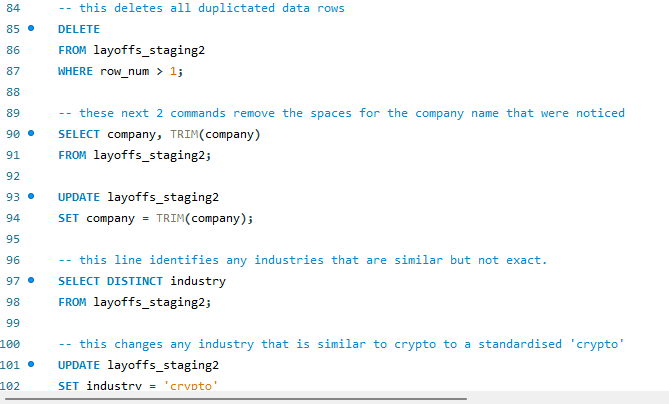 84 -- this deletes all duplictated data rows
85 DELETE
86 FROM layoffs_staging2
87 WHERE row_num > 1;
88
89 -- these next 2 commands remove the spaces for the company name that were noticed
90 SELECT company, TRIM(company)
91 FROM layoffs_staging2;
92
93 UPDATE layoffs_staging2
94 SET company = TRIM(company);
95
96 -- this line identifies any industries that are similar but not exact.
97 SELECT DISTINCT industry
98 FROM layoffs_staging2;
99
100 -- this changes any industry that is similar to crypto to a standardised 'crypto'
101 UPDATE layoffs_staging2
102 SET industry = 'crypto'